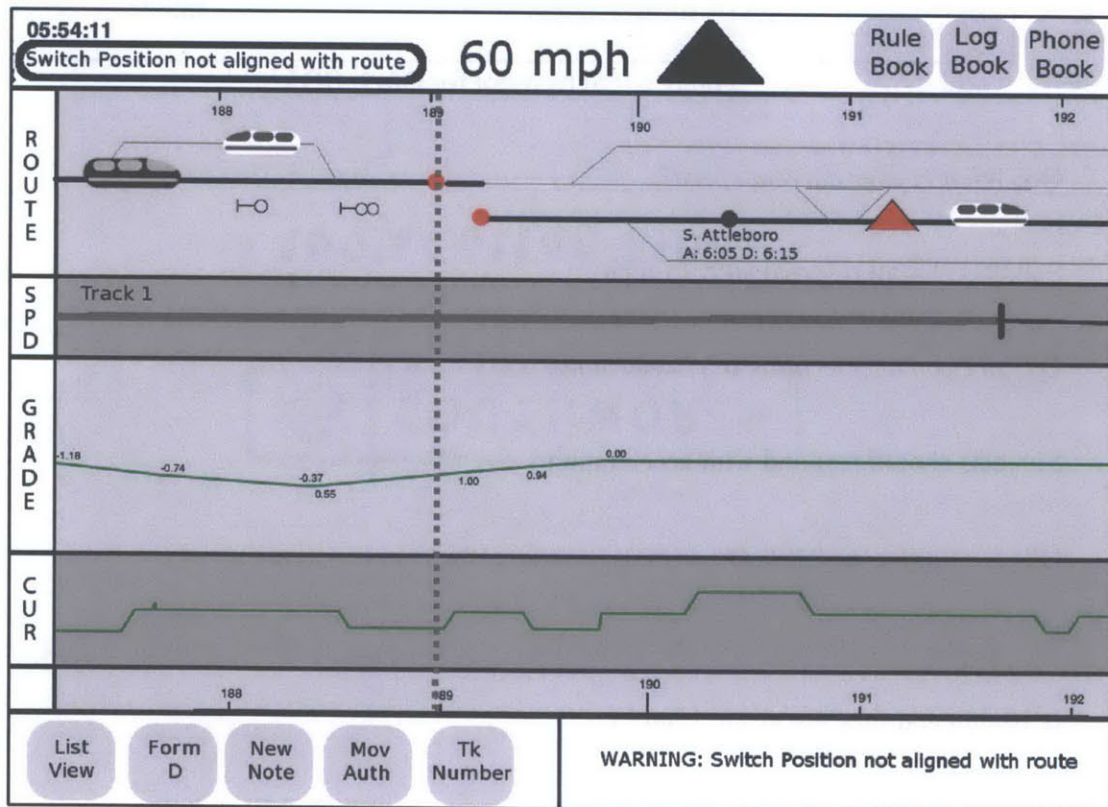 05:54:11
Switch Position not aligned with route
60 mph
Rule Book
Log Book
Phone Book
188
189
190
191
192
ROUTE
S. Attleboro
A: 6:05 D: 6:15
SPD
Track 1
GRADE
-1.18
-0.74
-0.37
0.55
1.00
0.94
0.00
CUR
188
189
190
191
192
List View
Form D
New Note
Mov Auth
Tk Number
WARNING: Switch Position not aligned with route